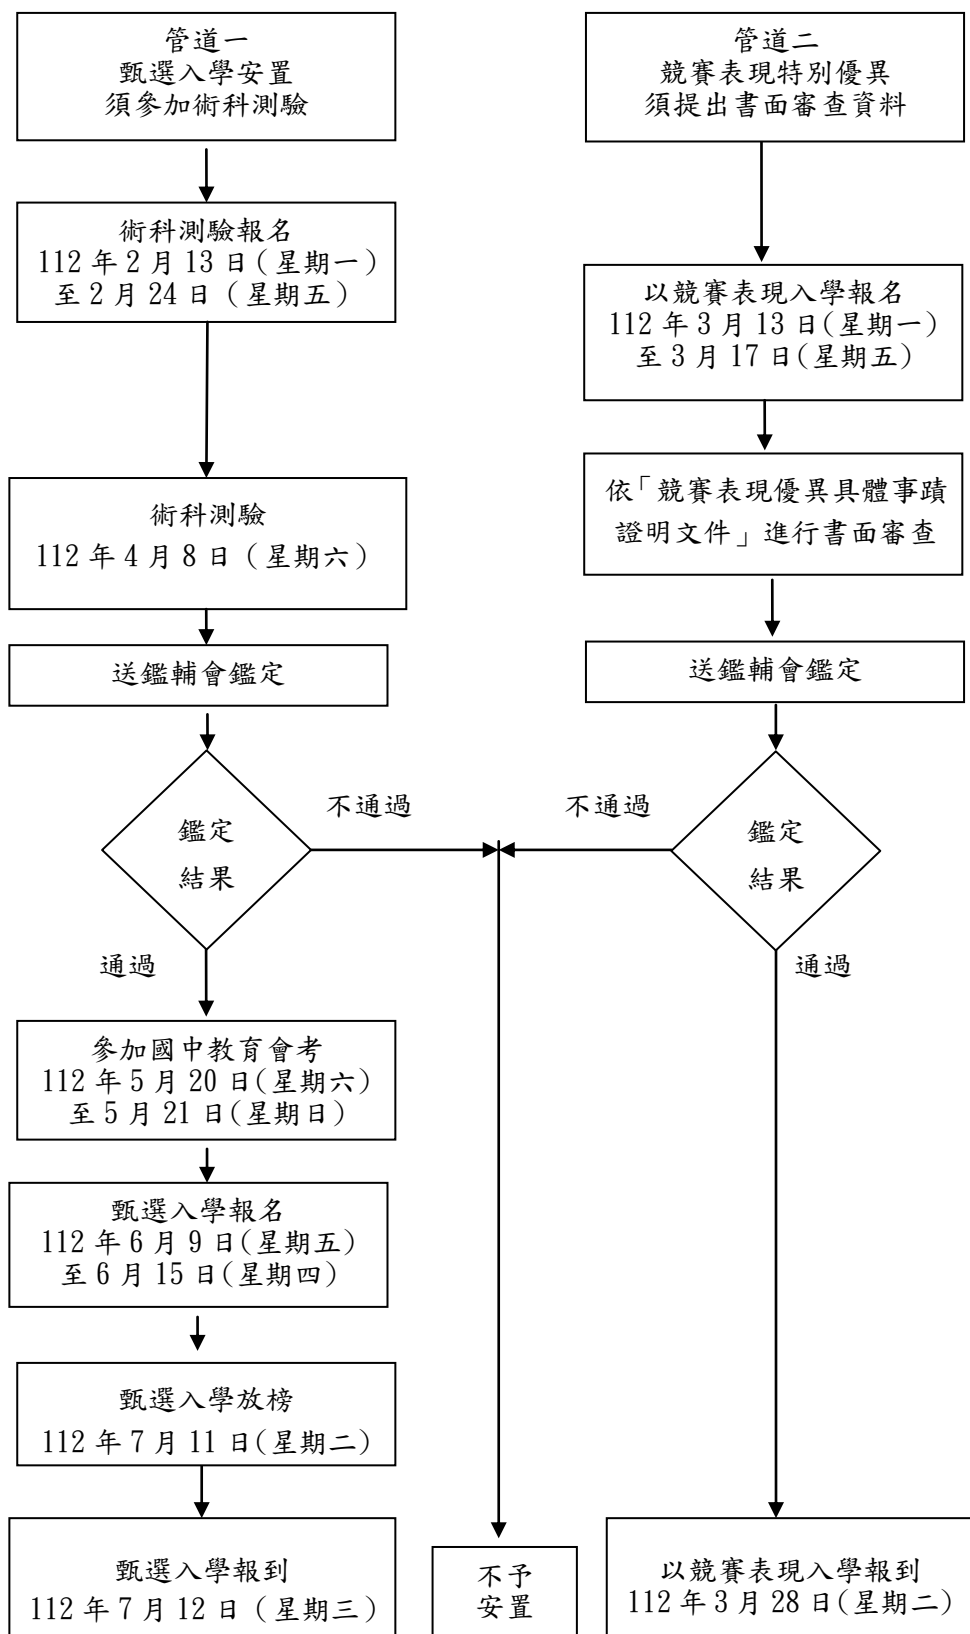 管道一
甄選入學安置
須參加術科測驗
術科測驗報名
112 年 2 月 13 日(星期一)
至 2 月 24 日 (星期五)
術科測驗
112 年 4 月 8 日 (星期六)
送鑑輔會鑑定
鑑定
結果
不通過
通過
參加國中教育會考
112 年 5 月 20 日(星期六)
至 5 月 21 日(星期日)
甄選入學報名
112 年 6 月 9 日(星期五)
至 6 月 15 日(星期四)
甄選入學放榜
112 年 7 月 11 日(星期二)
甄選入學報到
112 年 7 月 12 日 (星期三)
管道二
競賽表現特別優異
須提出書面審查資料
以競賽表現入學報名
112 年 3 月 13 日(星期一)
至 3 月 17 日(星期五)
依「競賽表現優異具體事蹟
證明文件」進行書面審查
送鑑輔會鑑定
鑑定
結果
不通過
通過
不予
安置
以競賽表現入學報到
112 年 3 月 28 日(星期二)